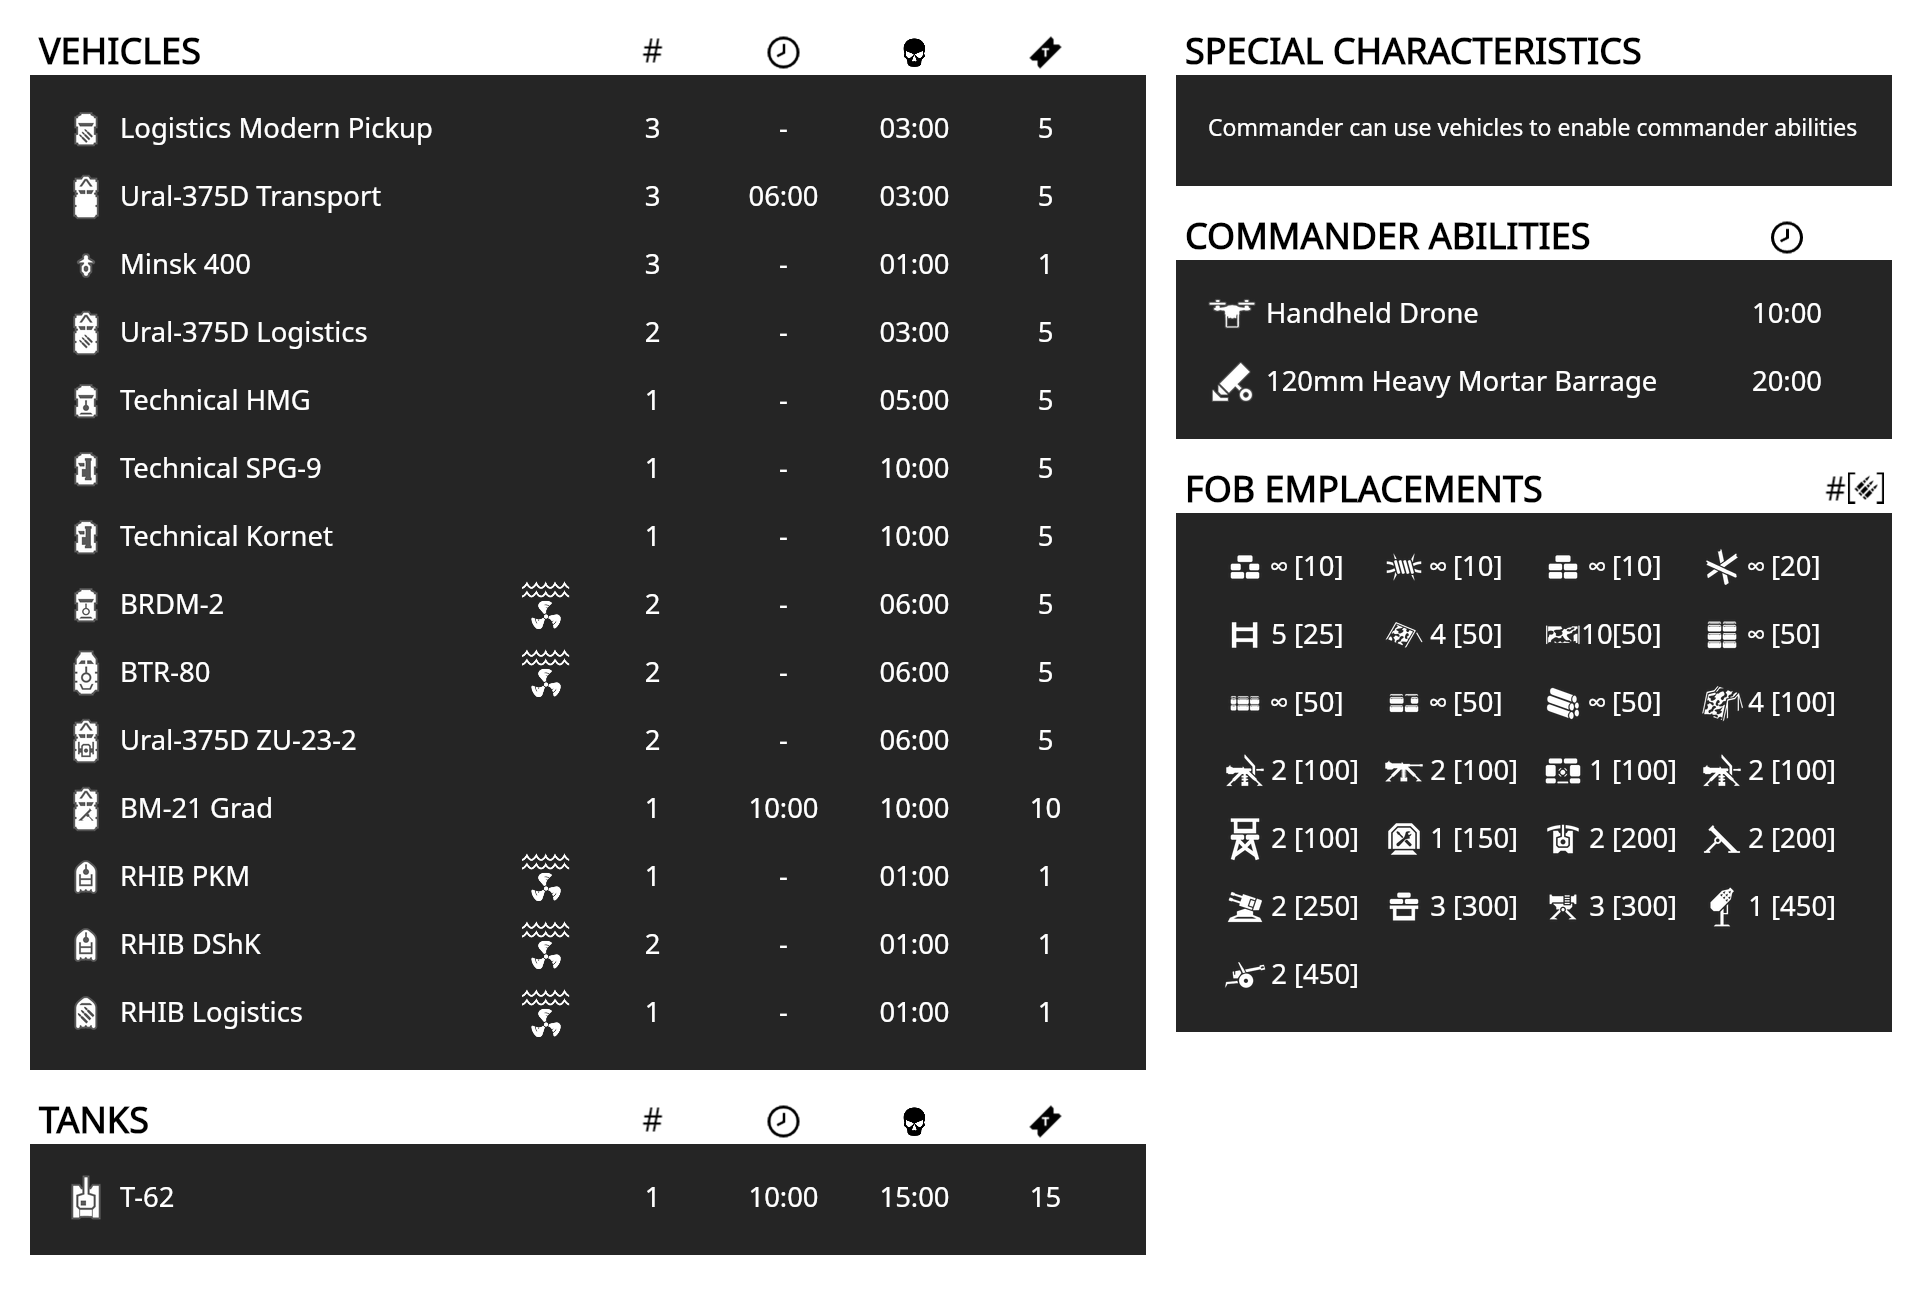 VEHICLES #
Logistics Modern Pickup 3 - 03:00 5
Ural-375D Transport 3 06:00 03:00 5
Minsk 400 3 - 01:00 1
Ural-375D Logistics 2 - 03:00 5
Technical HMG 1 - 05:00 5
Technical SPG-9 1 - 10:00 5
Technical Kornet 1 - 10:00 5
BRDM-2 2 - 06:00 5
BTR-80 2 - 06:00 5
Ural-375D ZU-23-2 2 - 06:00 5
BM-21 Grad 1 10:00 10:00 10
RHIB PKM 1 - 01:00 1
RHIB DShK 2 - 01:00 1
RHIB Logistics 1 - 01:00 1
TANKS #
T-62 1 10:00 15:00 15
SPECIAL CHARACTERISTICS
Commander can use vehicles to enable commander abilities
COMMANDER ABILITIES
Handheld Drone 10:00
120mm Heavy Mortar Barrage 20:00
FOB EMPLACEMENTS #[]
∞ [10] ∞ [10] ∞ [10] ∞ [20]
5 [25] 4 [50] 10[50] ∞ [50]
∞ [50] ∞ [50] ∞ [50] 4 [100]
2 [100] 2 [100] 1 [100] 2 [100]
2 [100] 1 [150] 2 [200] 2 [200]
2 [250] 3 [300] 3 [300] 1 [450]
2 [450]